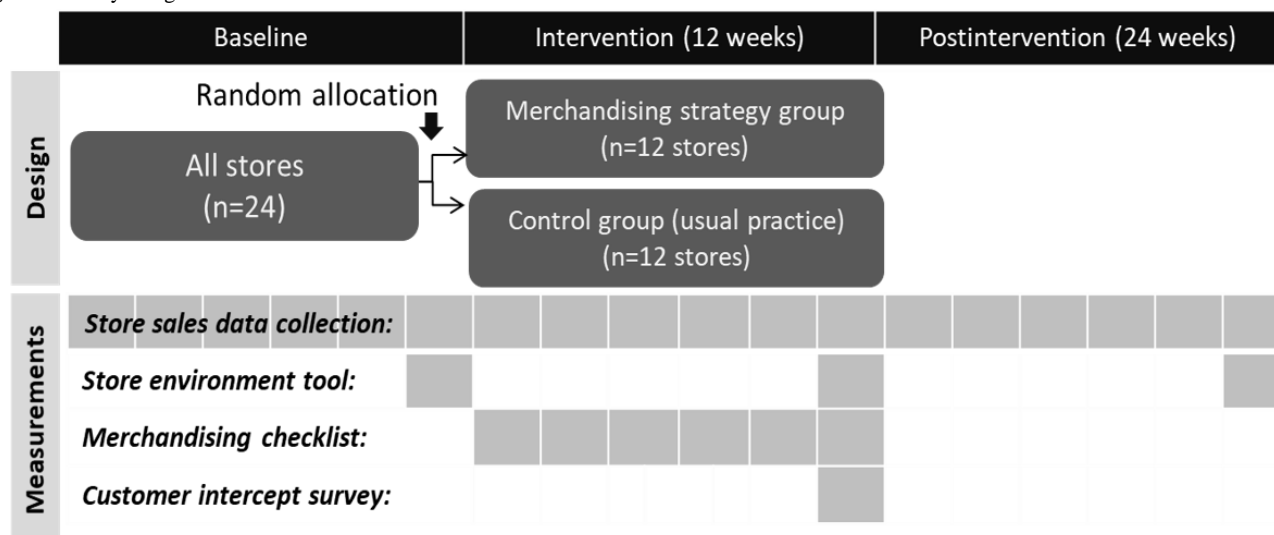 Baseline
Intervention (12 weeks)
Postintervention (24 weeks)
Design
Random allocation
All stores
(n=24)
Merchandising strategy group
(n=12 stores)
Control group (usual practice)
(n=12 stores)
Measurements
Store sales data collection:
Store environment tool:
Merchandising checklist:
Customer intercept survey: